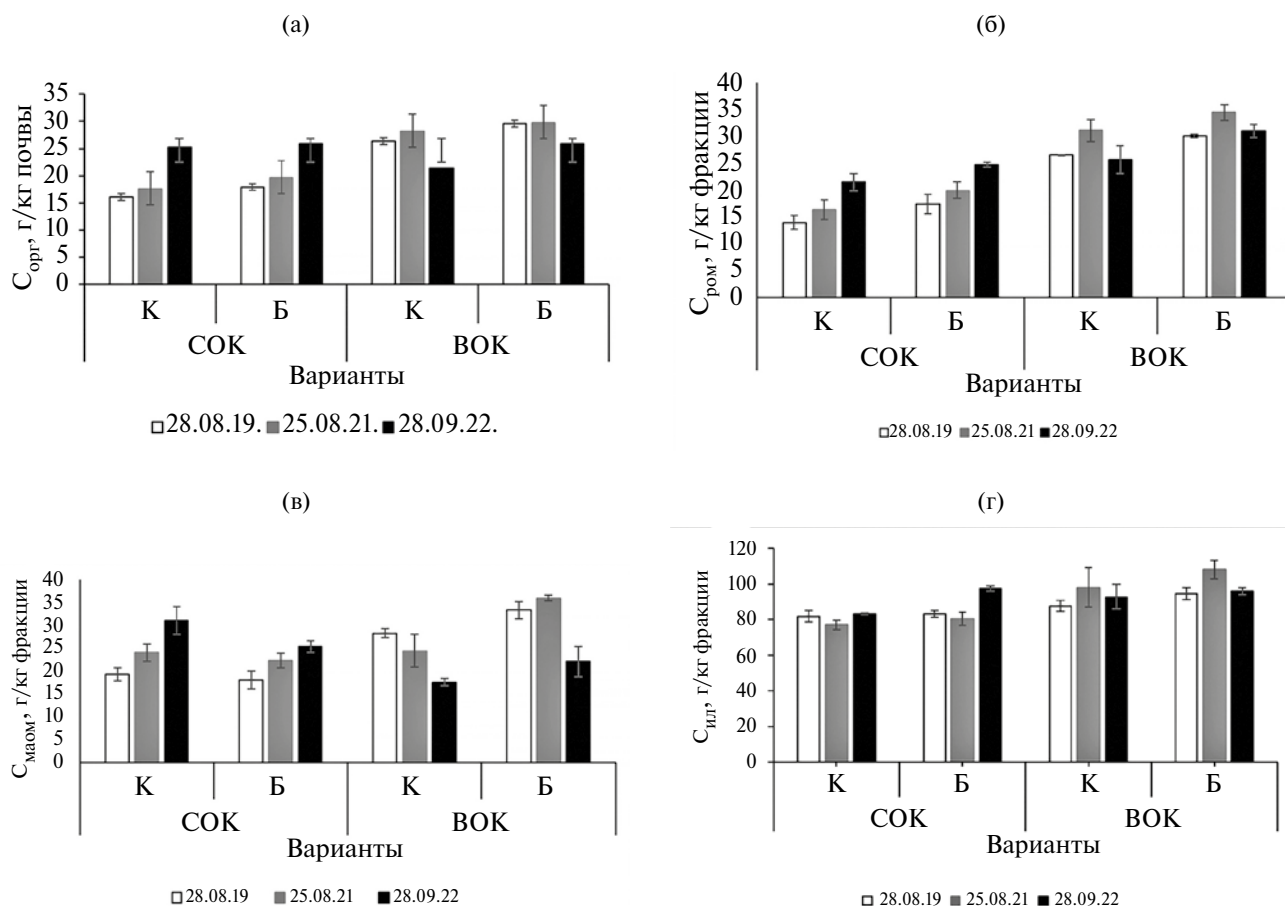 (а)
C орг, г/кг почвы
35
30
25
20
15
10
5
0
К Б К Б
СОК ВОК
Варианты
28.08.19. 25.08.21. 28.09.22.
(б)
C ром, г/кг фракции
40
35
30
25
20
15
10
5
0
К Б К Б
СОК ВОК
Варианты
28.08.19 25.08.21 28.09.22
(в)
C маом, г/кг фракции
40
35
30
25
20
15
10
5
0
К Б К Б
СОК ВОК
Варианты
28.08.19 25.08.21 28.09.22
(г)
C ил, г/кг фракции
120
100
80
60
40
20
0
К Б К Б
СОК ВОК
Варианты
28.08.19 25.08.21 28.09.22